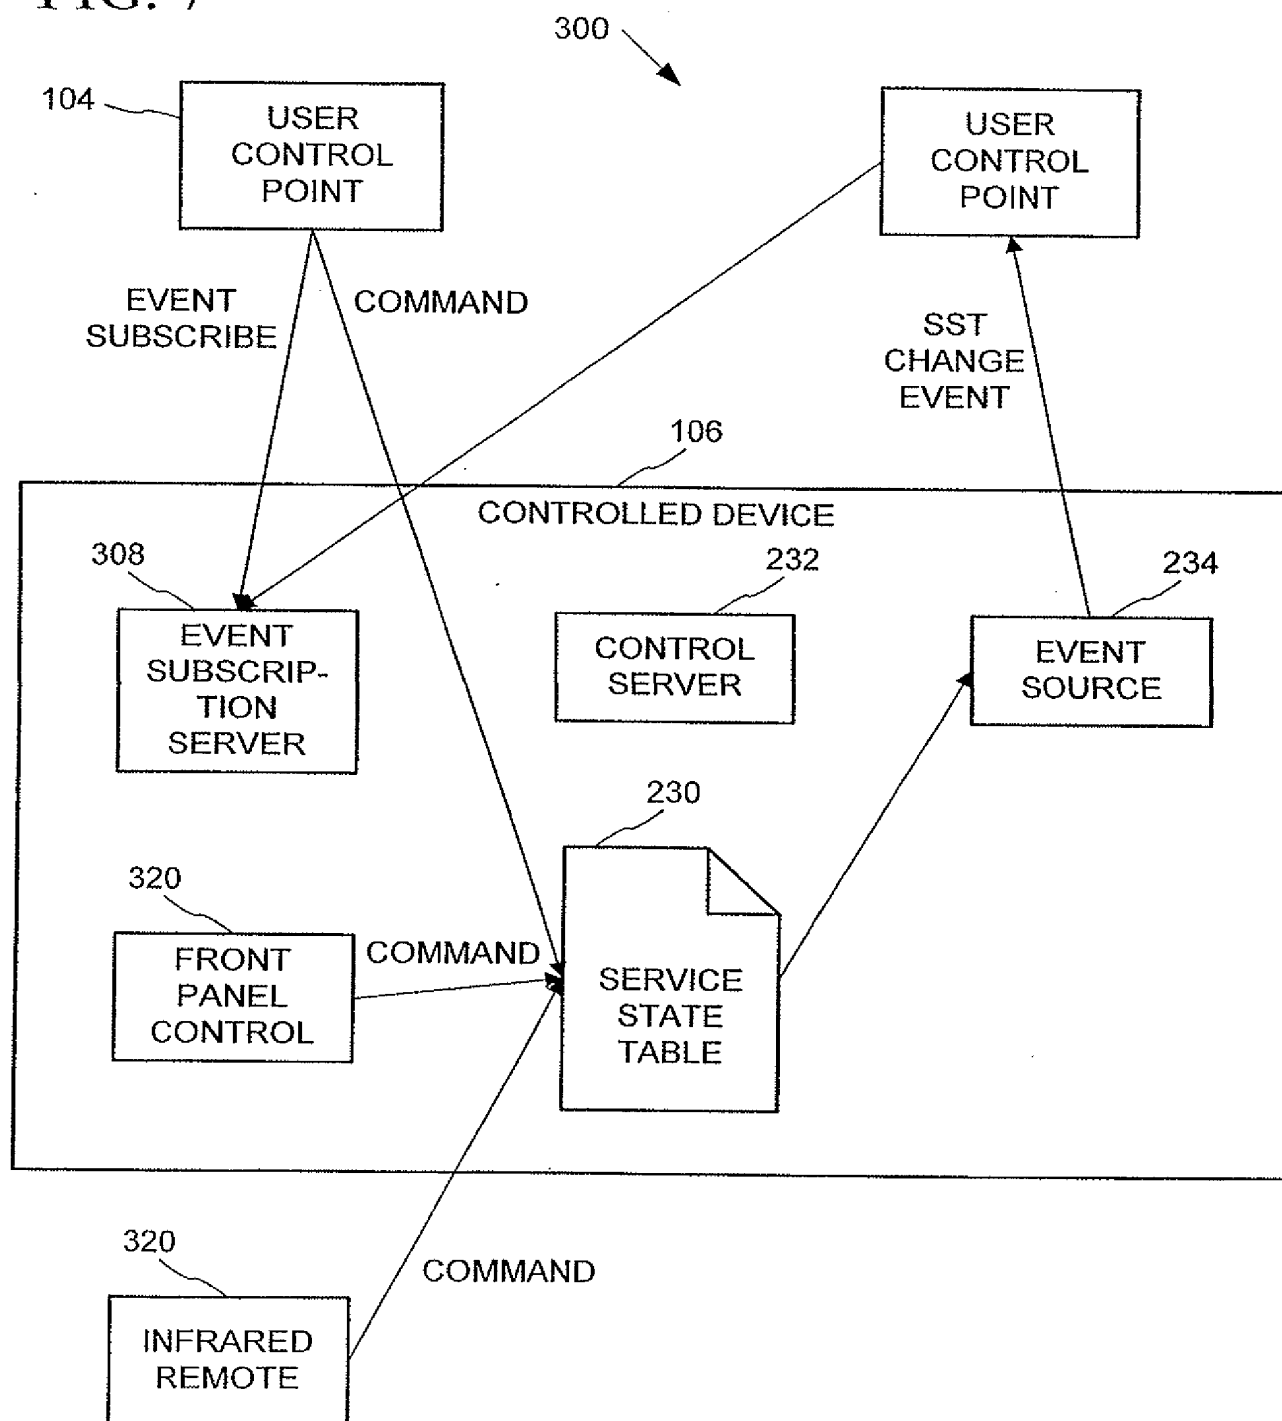 FIG. 7
300
104
USER
CONTROL
POINT
USER
CONTROL
POINT
EVENT
SUBSCRIBE
COMMAND
SST
CHANGE
EVENT
106
CONTROLLED DEVICE
308
232
234
EVENT
SUBSCRIP-
TION
SERVER
CONTROL
SERVER
EVENT
SOURCE
230
320
FRONT
PANEL
CONTROL
COMMAND
SERVICE
STATE
TABLE
320
COMMAND
INFRARED
REMOTE